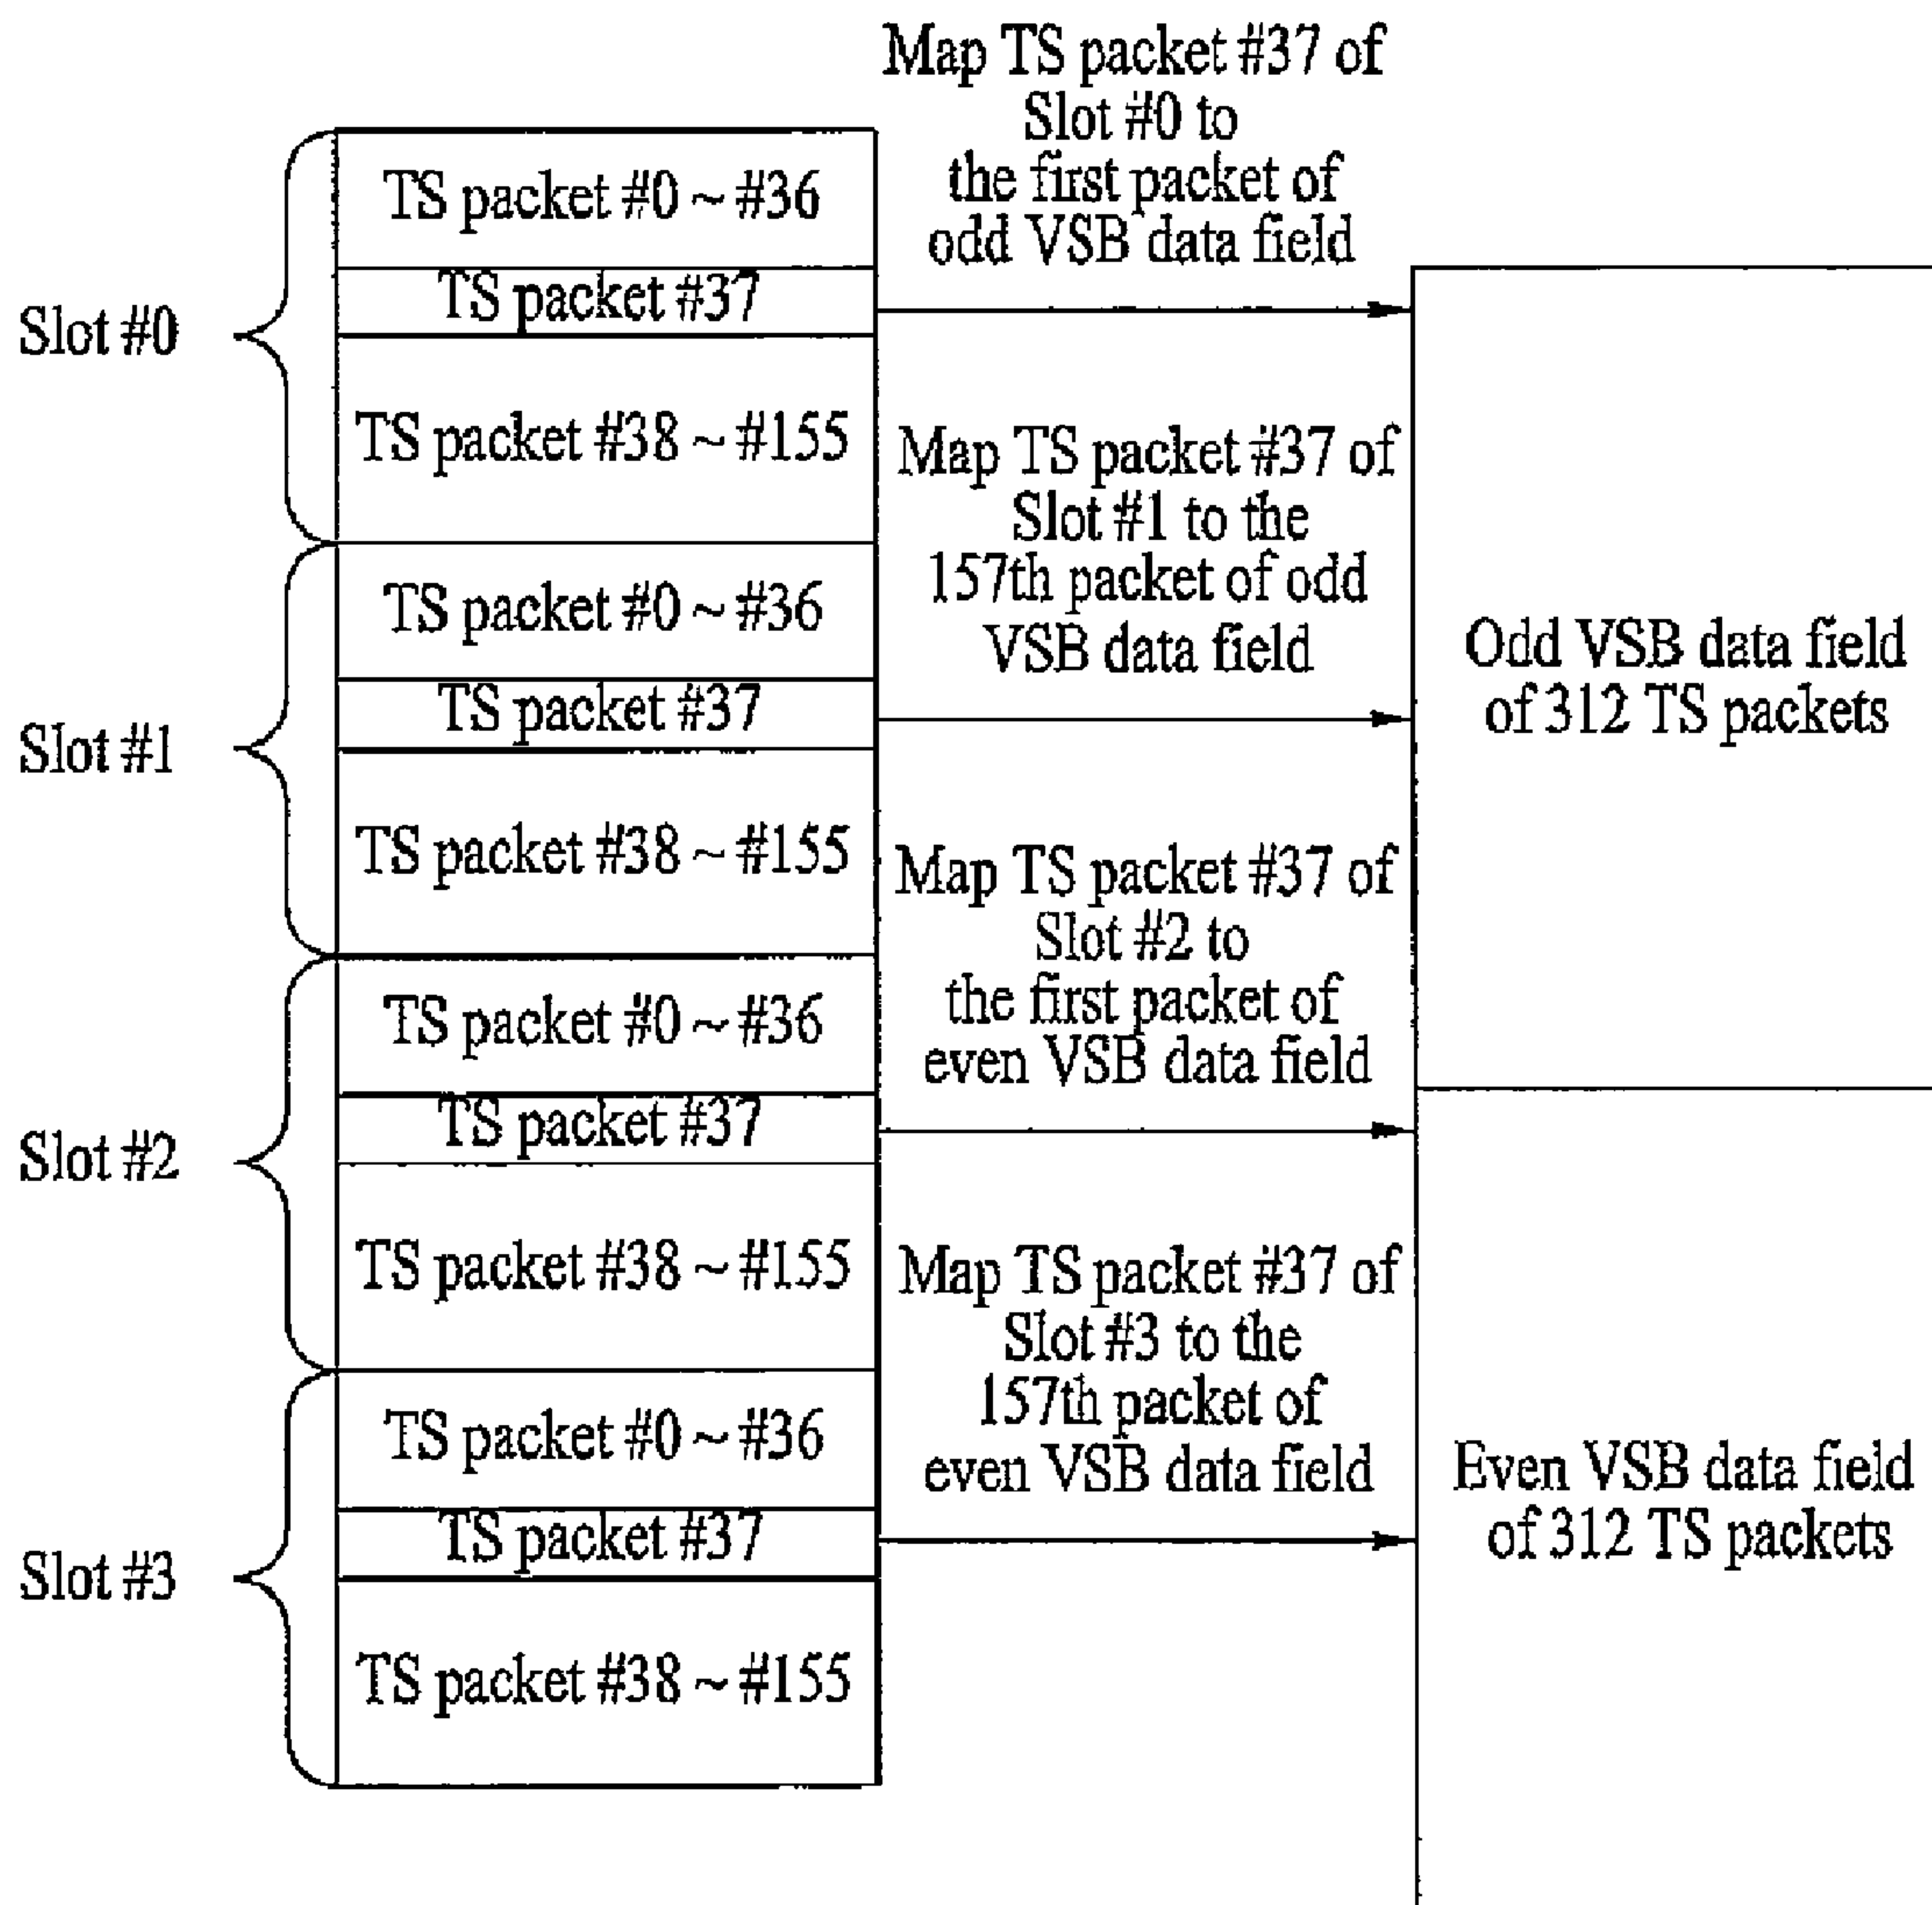 Map TS packet #37 of
Slot #0 to
the first packet of
odd VSB data field
Slot #0
TS packet #0 ~ #36
TS packet #37
TS packet #38 ~ #155
Map TS packet #37 of
Slot #1 to the
157th packet of odd
VSB data field
Slot #1
TS packet #0 ~ #36
TS packet #37
TS packet #38 ~ #155
Odd VSB data field
of 312 TS packets
Map TS packet #37 of
Slot #2 to
the first packet of
even VSB data field
Slot #2
TS packet #0 ~ #36
TS packet #37
TS packet #38 ~ #155
Map TS packet #37 of
Slot #3 to the
157th packet of
even VSB data field
Slot #3
TS packet #0 ~ #36
TS packet #37
TS packet #38 ~ #155
Even VSB data field
of 312 TS packets